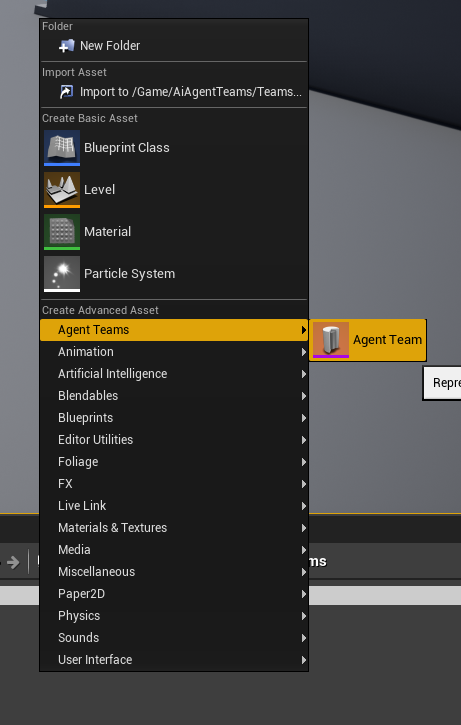 Folder
New Folder
Import Asset
Import to /Game/AiAgentTeams/Teams...
Create Basic Asset
Blueprint Class
Level
Material
Particle System
Create Advanced Asset
Agent Teams
Agent Team
Animation
Artificial Intelligence
Repre
Blendables
Blueprints
Editor Utilities
Foliage
FX
Live Link
Materials & Textures
Media
ms
Miscellaneous
Paper2D
Physics
Sounds
User Interface